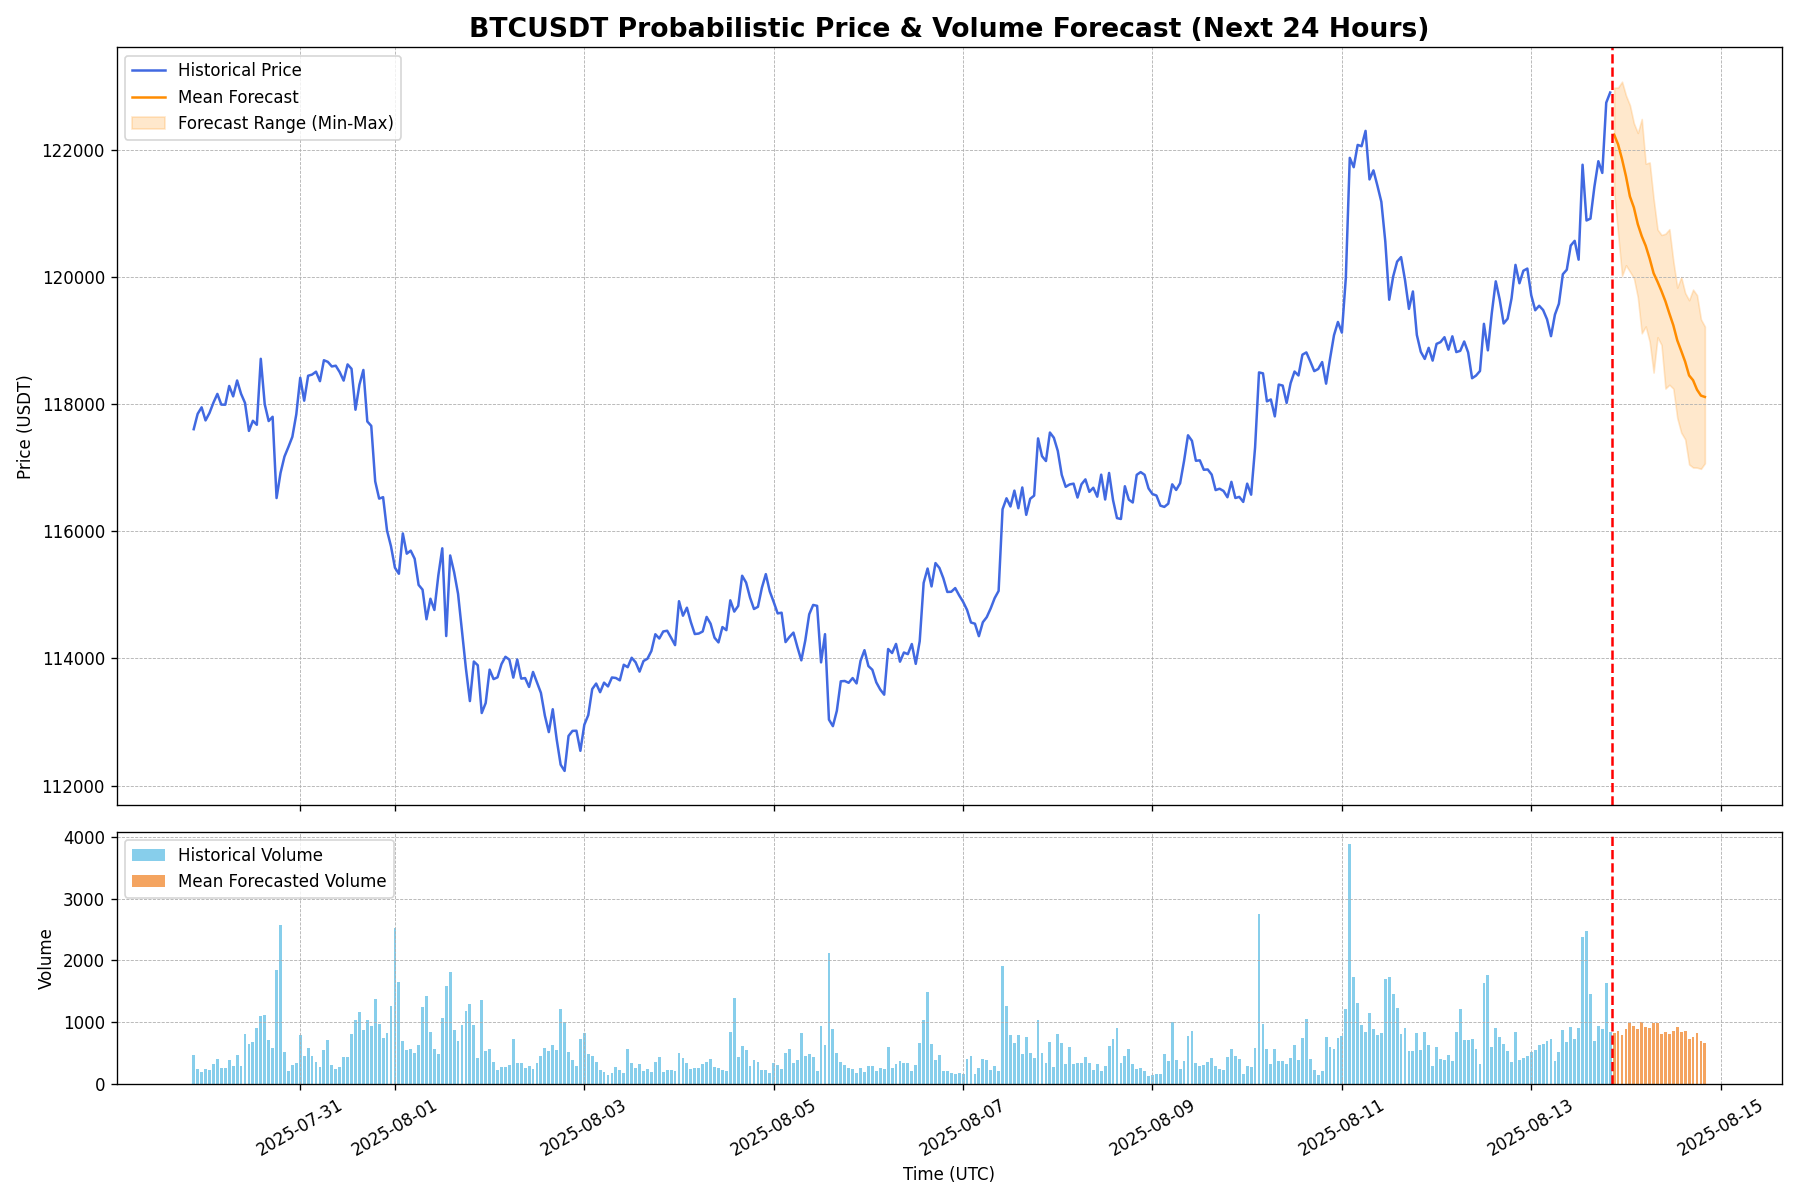 BTCUSDT Probabilistic Price & Volume Forecast (Next 24 Hours)
Historical Price
Mean Forecast
Forecast Range (Min-Max)
Price (USDT)
122000
120000
118000
116000
114000
112000
Historical Volume
Mean Forecasted Volume
Volume
4000
3000
2000
1000
0
2025-07-31
2025-08-01
2025-08-03
2025-08-05
2025-08-07
2025-08-09
2025-08-11
2025-08-13
2025-08-15
Time (UTC)